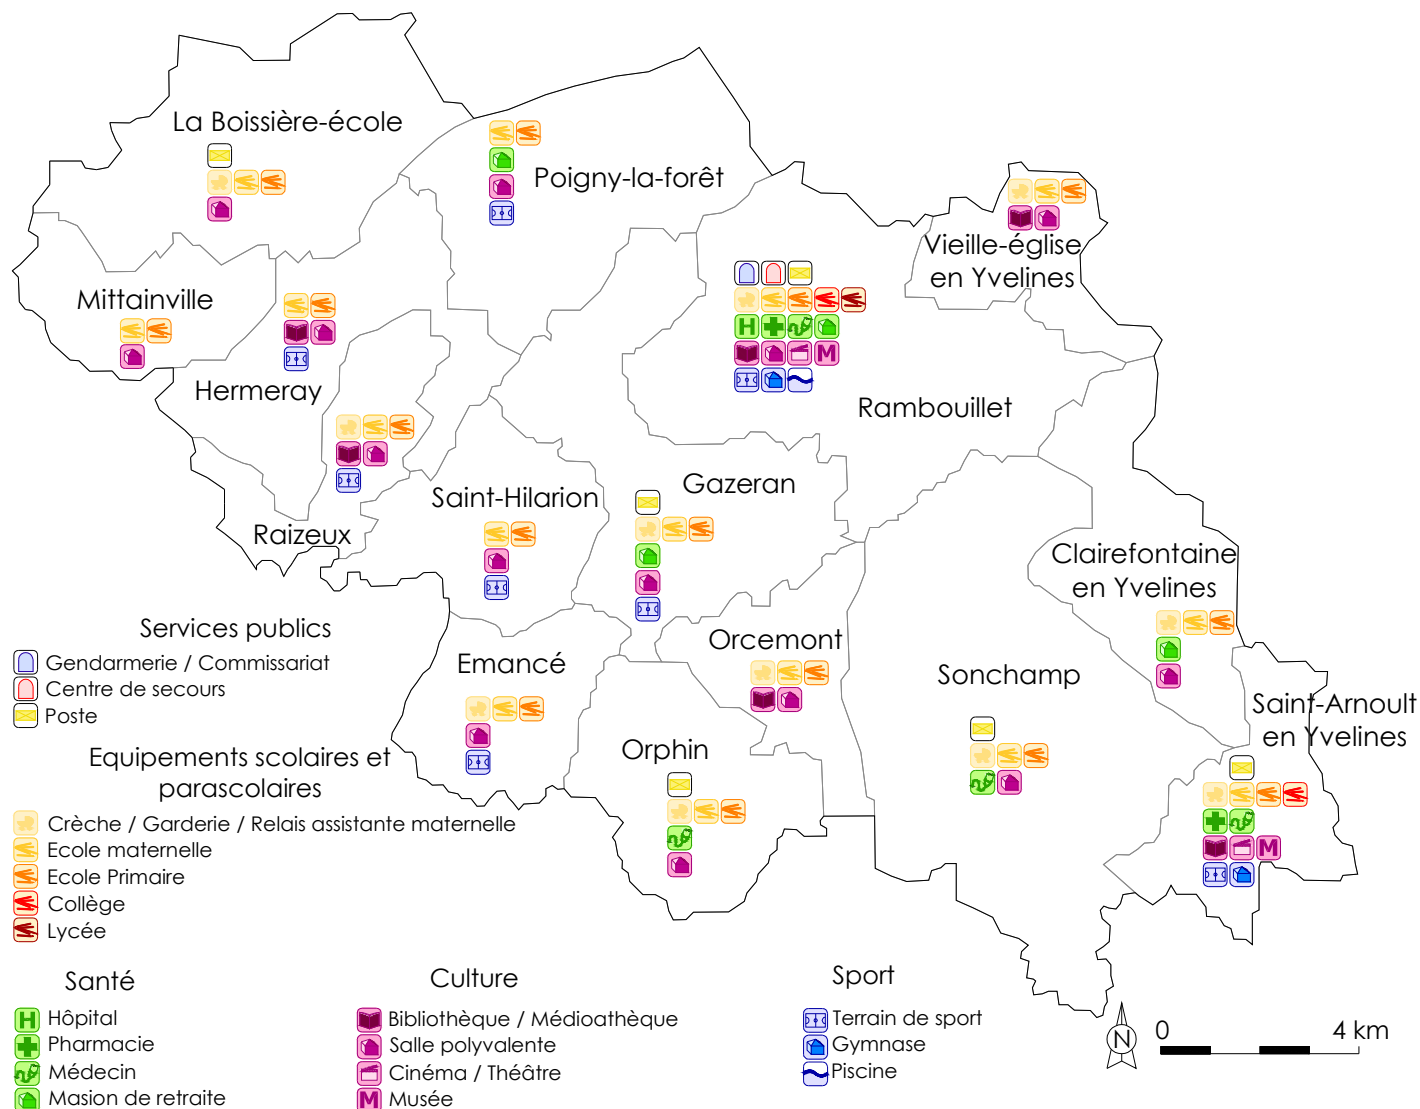 La Boissière-école
Poigny-la-forêt
Vieille-église
en Yvelines
Mittainville
Hermeray
Rambouillet
Raizeux
Saint-Hilarion
Gazeran
Clairefontaine
en Yvelines
Emancé
Orcemont
Sonchamp
Saint-Arnoult
en Yvelines
Orphin
Services publics
Gendarmerie / Commissariat
Centre de secours
Poste
Equipements scolaires et
parascolaires
Crèche / Garderie / Relais assistante maternelle
Ecole maternelle
Ecole Primaire
Collège
Lycée
Santé
H Hôpital
Pharmacie
Médecin
Masion de retraite
Culture
Bibliothèque / Médioathèque
Salle polyvalente
Cinéma / Théâtre
M Musée
Sport
Terrain de sport
Gymnase
Piscine
N
0 4 km
H
M
M